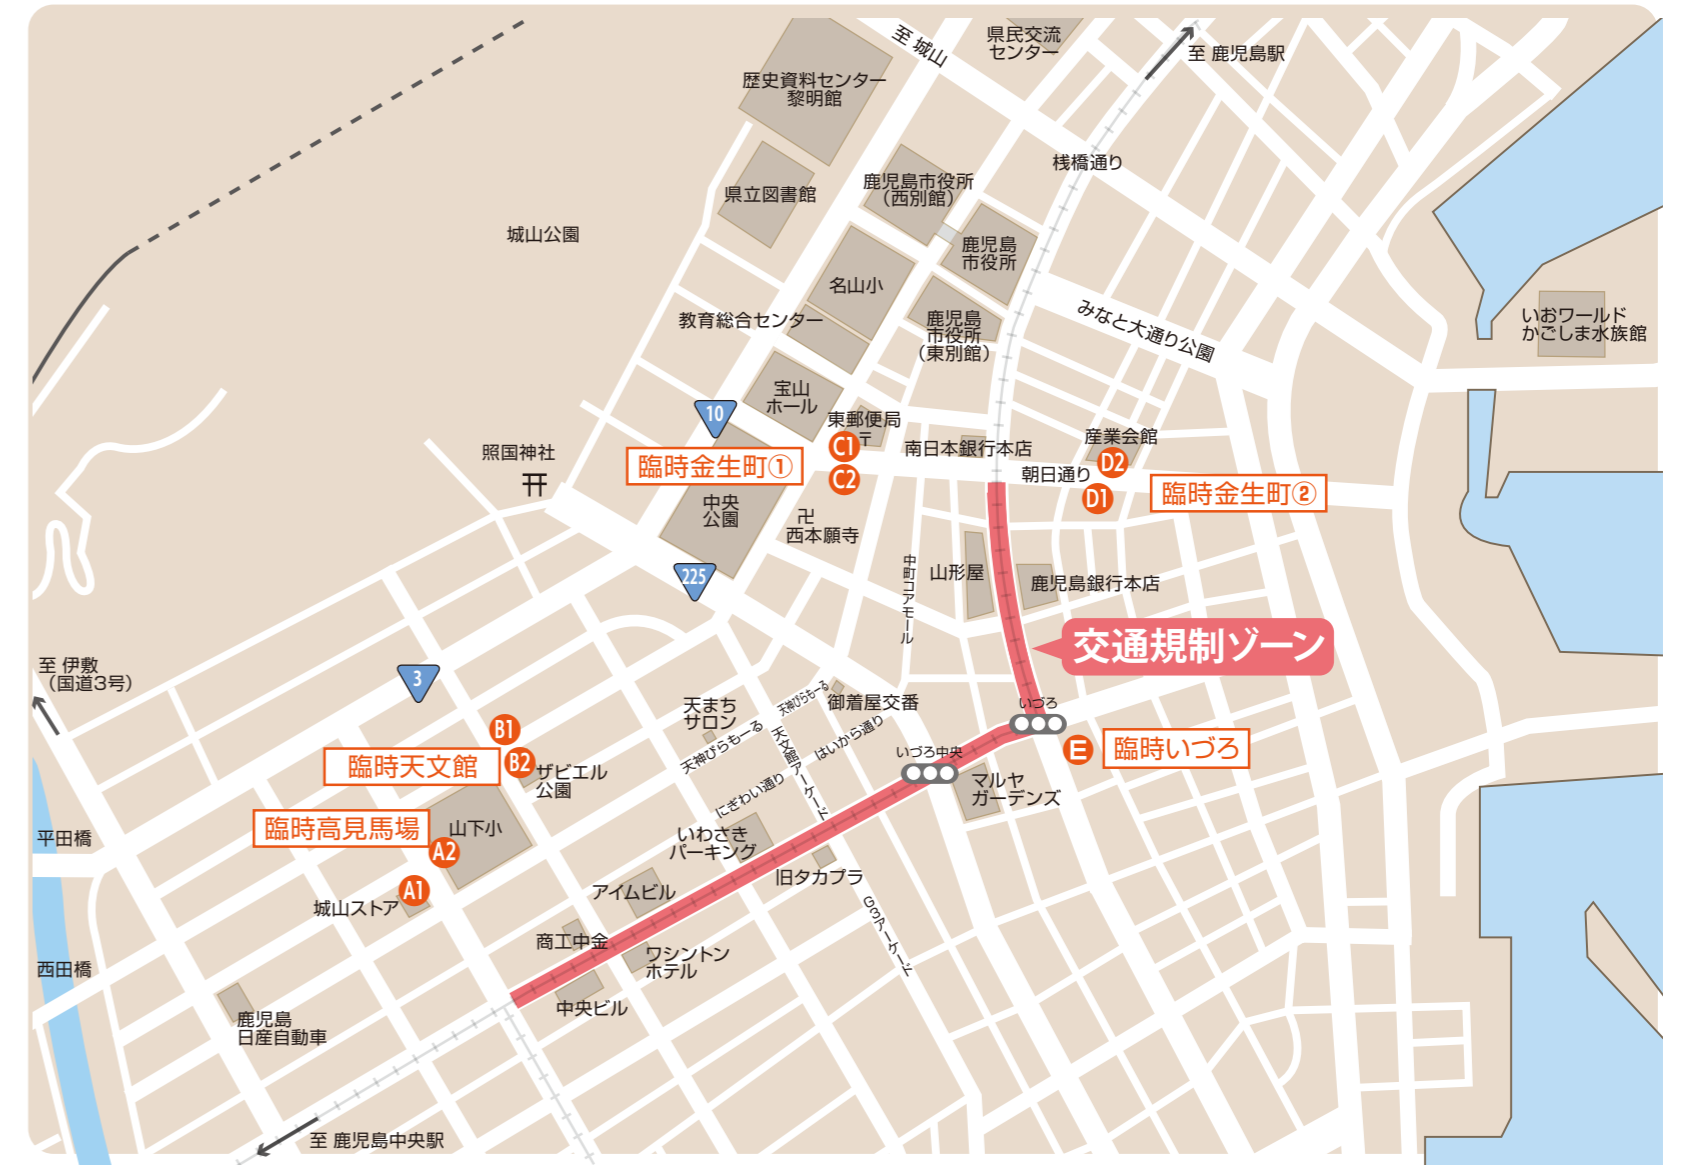 至 城山
県民交流
センター
至 鹿児島駅
歴史資料センター
黎明館
桟橋通り
県立図書館
鹿児島市役所
（西別館）
城山公園
鹿児島
市役所
名山小
教育総合センター
鹿児島
市役所
（東別館）
みなと大通り公園
いおワールド
かごしま水族館
宝山
ホール
10
東郵便局
〒
C1
C2
南日本銀行本店
産業会館
D2
朝日通り
D1
臨時金生町②
照国神社
臨時金生町①
中央
公園
卍
西本願寺
225
中町コアモール
山形屋
鹿児島銀行本店
交通規制ゾーン
至 伊敷
（国道3号）
3
天まち
サロン
天神ぴらもーる
天神ぴらもーる
御着屋交番
はいから通り
天文館アーケード
にぎわい通り
いづろ
いづろ中央
E
臨時いづろ
マルヤ
ガーデンズ
B1
臨時天文館
B2
ザビエル
公園
臨時高見馬場
山下小
A2
A1
城山ストア
平田橋
西田橋
いわさき
パーキング
旧タカプラ
アイムビル
G3アーケード
商工中金
ワシントン
ホテル
中央ビル
鹿児島
日産自動車
至 鹿児島中央駅